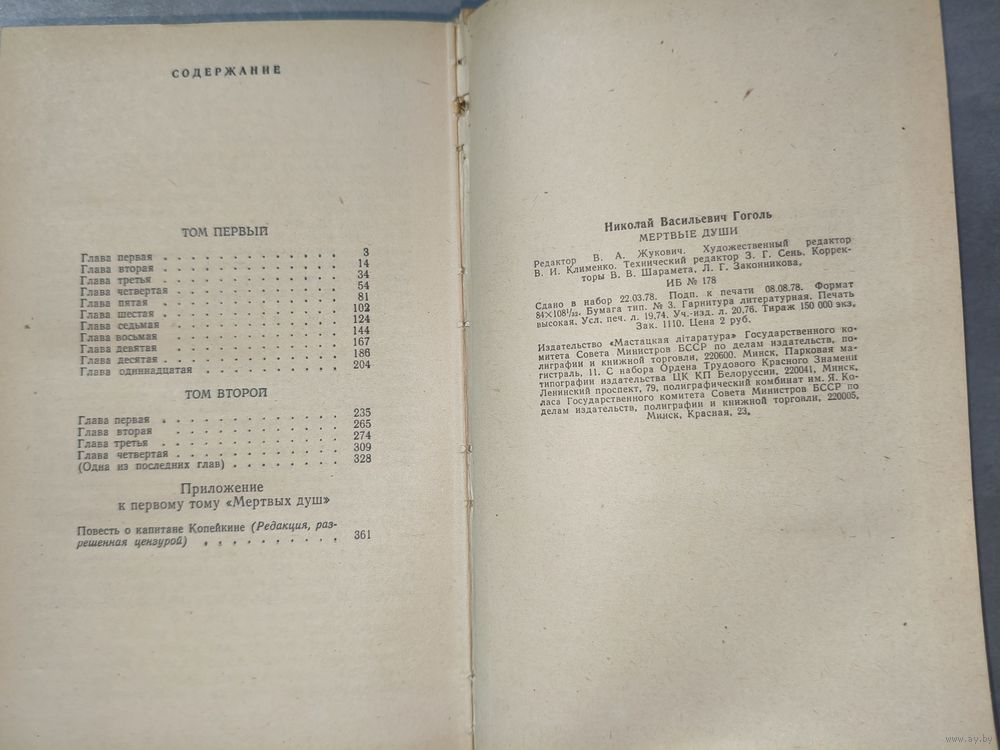 СОДЕРЖАНИЕ
ТОМ ПЕРВЫЙ
Глава первая . . . . . . . . . . . . . 3
Глава вторая . . . . . . . . . . . . . 14
Глава третья . . . . . . . . . . . . . 34
Глава четвертая . . . . . . . . . . . . 54
Глава пятая . . . . . . . . . . . . . 81
Глава шестая . . . . . . . . . . . . . 102
Глава седьмая . . . . . . . . . . . . . 124
Глава восьмая . . . . . . . . . . . . . 144
Глава девятая . . . . . . . . . . . . . 167
Глава десятая . . . . . . . . . . . . . 186
Глава одиннадцатая . . . . . . . . . . . 204
ТОМ ВТОРОЙ
Глава первая . . . . . . . . . . . . . 235
Глава вторая . . . . . . . . . . . . . 265
Глава третья . . . . . . . . . . . . . 274
Глава четвертая . . . . . . . . . . . . 309
(Одна из последних глав) . . . . . . . . 328
Приложение
к первому тому «Мертвых душ»
Повесть о капитане Копейкине (Редакция, раз-
решенная цензурой) . . . . . . . . . . 361
Николай Васильевич Гоголь
МЕРТВЫЕ ДУШИ
Редактор В. А. Жукович. Художественный редактор
В. И. Клименко. Технический редактор З. Г. Сень. Коррек-
торы В. В. Шарамета, Л. Г. Законникова.
ИБ № 178
Сдано в набор 22.03.78. Подп. к печати 08.08.78. Формат
84×108¹/₃₂. Бумага тип. № 3. Гарнитура литературная. Печать
высокая. Усл. печ. л. 19,74. Уч.-изд. л. 20,76. Тираж 150 000 экз.
Зак. 1110. Цена 2 руб.
Издательство «Мастацкая літаратура» Государственного ко-
митета Совета Министров БССР по делам издательств, по-
лиграфии и книжной торговли, 220600. Минск, Парковая ма-
гистраль, 11. С набора Ордена Трудового Красного Знамени
типографии издательства ЦК КП Белоруссии, 220041, Минск,
Ленинский проспект, 79, полиграфический комбинат им. Я. Ко-
ласа Государственного комитета Совета Министров БССР по
делам издательств, полиграфии и книжной торговли, 220005,
Минск, Красная, 23.
www.ay.by